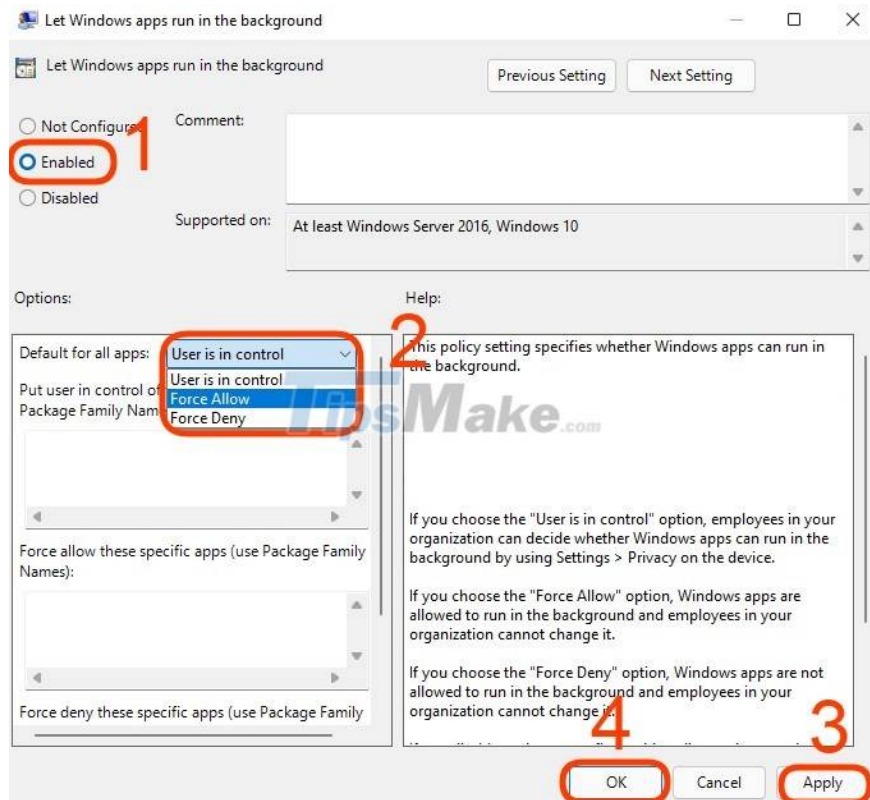 Let Windows apps run in the background
Let Windows apps run in the background
Previous Setting
Next Setting
Not Configured
1
Enabled
Disabled
Comment:
Supported on:
At least Windows Server 2016, Windows 10
Options:
Help:
Default for all apps:
User is in control
User is in control
Force Allow
Force Deny
2
Put user in control of
Package Family Nam
Force allow these specific apps (use Package Family
Names):
Force deny these specific apps (use Package Family
This policy setting specifies whether Windows apps can run in
the background.
TipsMake.com
If you choose the "User is in control" option, employees in your
organization can decide whether Windows apps can run in the
background by using Settings > Privacy on the device.
If you choose the "Force Allow" option, Windows apps are
allowed to run in the background and employees in your
organization cannot change it.
If you choose the "Force Deny" option, Windows apps are not
allowed to run in the background and employees in your
organization cannot change it.
4
3
OK
Cancel
Apply